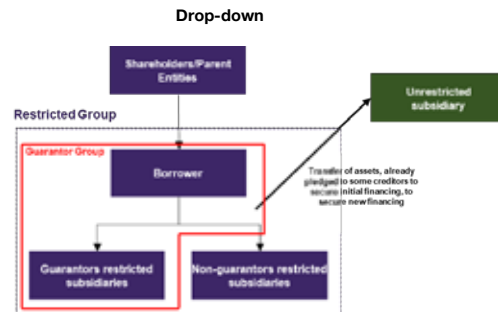 Drop-down
Shareholders/Parent
Entities
Unrestricted
subsidiary
Restricted Group
Guarantor Group
Borrower
Transfer of assets, already
pledged to some creditors to
secure initial financing, to
secure new financing
Guarantors restricted
subsidiaries
Non-guarantors restricted
subsidiaries